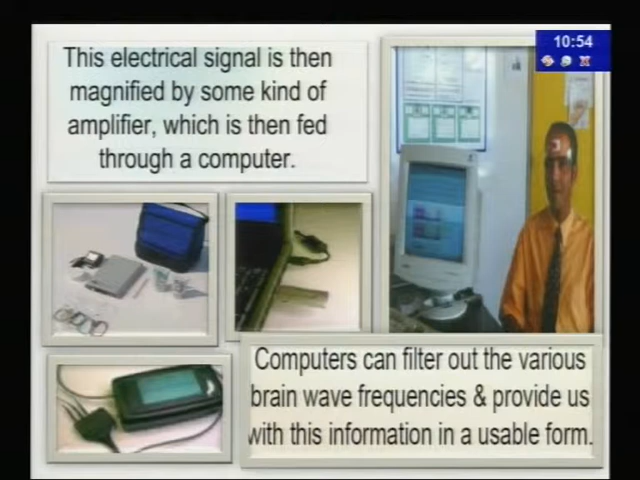 This electrical signal is then
magnified by some kind of
amplifier, which is then fed
through a computer.
10:54
Computers can filter out the various
brain wave frequencies & provide us
with this information in a usable form.